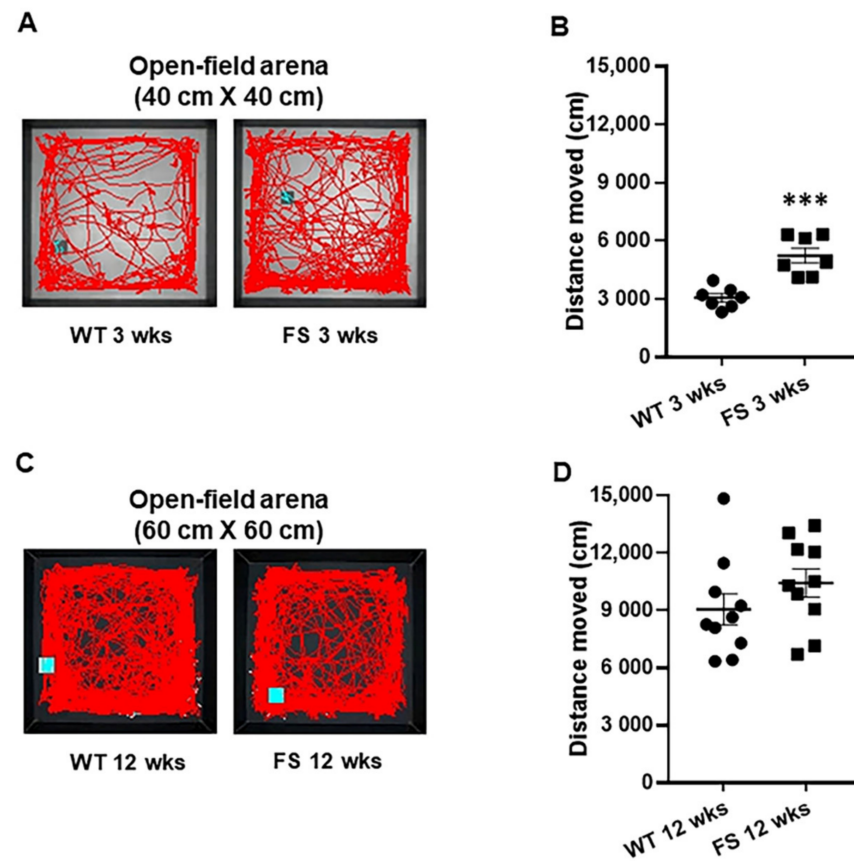 A
Open-field arena
(40 cm X 40 cm)
WT 3 wks
FS 3 wks
B
Distance moved (cm)
15,000
12,000
9 000
6 000
3 000
0
***
WT 3 wks
FS 3 wks
C
Open-field arena
(60 cm X 60 cm)
WT 12 wks
FS 12 wks
D
Distance moved (cm)
15,000
12,000
9 000
6 000
3 000
0
WT 12 wks
FS 12 wks